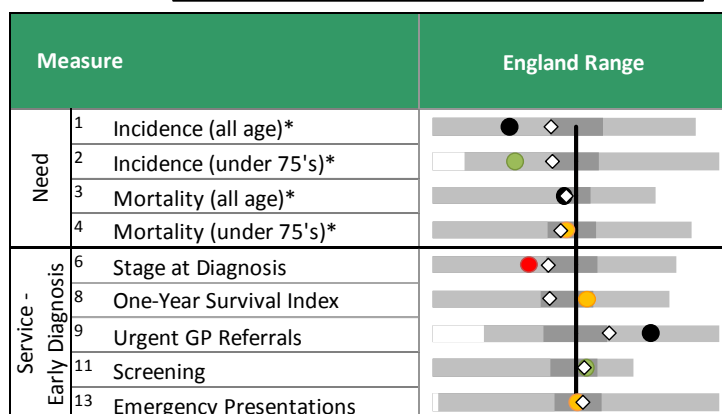 Measure England Range
Need
1 Incidence (all age)*
2 Incidence (under 75's)*
3 Mortality (all age)*
4 Mortality (under 75's)*
Service -
Early Diagnosis
6 Stage at Diagnosis
8 One-Year Survival Index
9 Urgent GP Referrals
11 Screening
13 Emergency Presentations